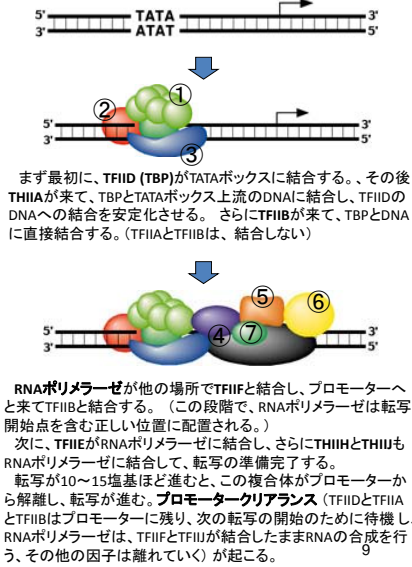 5' TATA 3'
3' ATAT 5'
①
②
5' 3'
3' ③ 5'
まず最初に、TFIID (TBP)がTATAボックスに結合する。、その後
THIIAが来て、TBPとTATAボックス上流のDNAに結合し、TFIIDの
DNAへの結合を安定化させる。 さらにTFIIBが来て、TBPとDNA
に直接結合する。(TFIIAとTFIIBは、結合しない)
⑤ ⑥
5' ④ ⑦ 3'
3' 5'
RNAポリメラーゼが他の場所でTFIIFと結合し、プロモーターへ
と来てTFIIBと結合する。 (この段階で、RNAポリメラーゼは転写
開始点を含む正しい位置に配置される。)
次に、TFIIEがRNAポリメラーゼに結合し、さらにTHIIHとTHIIJも
RNAポリメラーゼに結合して、転写の準備完了する。
転写が10～15塩基ほど進むと、この複合体がプロモーターか
ら解離し、転写が進む。プロモータークリアランス (TFIIDとTFIIA
とTFIIBはプロモーターに残り、次の転写の開始のために待機し、
RNAポリメラーゼは、TFIIFとTFIIJが結合したままRNAの合成を行
う、その他の因子は離れていく) が起こる。
9